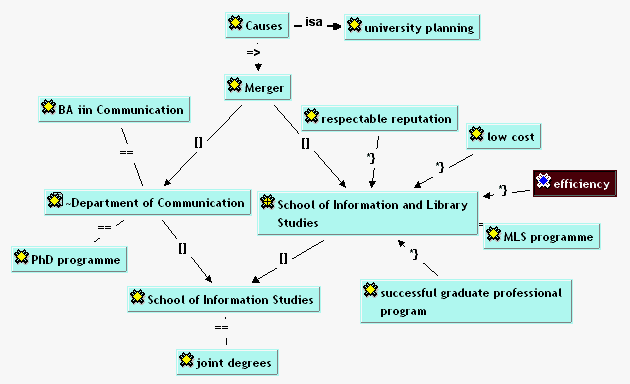 Causes
isa
university planning
=>
Merger
BA iin Communication
respectable reputation
low cost
[]
[]
==
*}
*}
efficiency
*}
~Department of Communication
School of Information and Library
Studies
==
=
MLS programme
PhD programme
[]
[]
*}
School of Information Studies
successful graduate professional
program
==
joint degrees